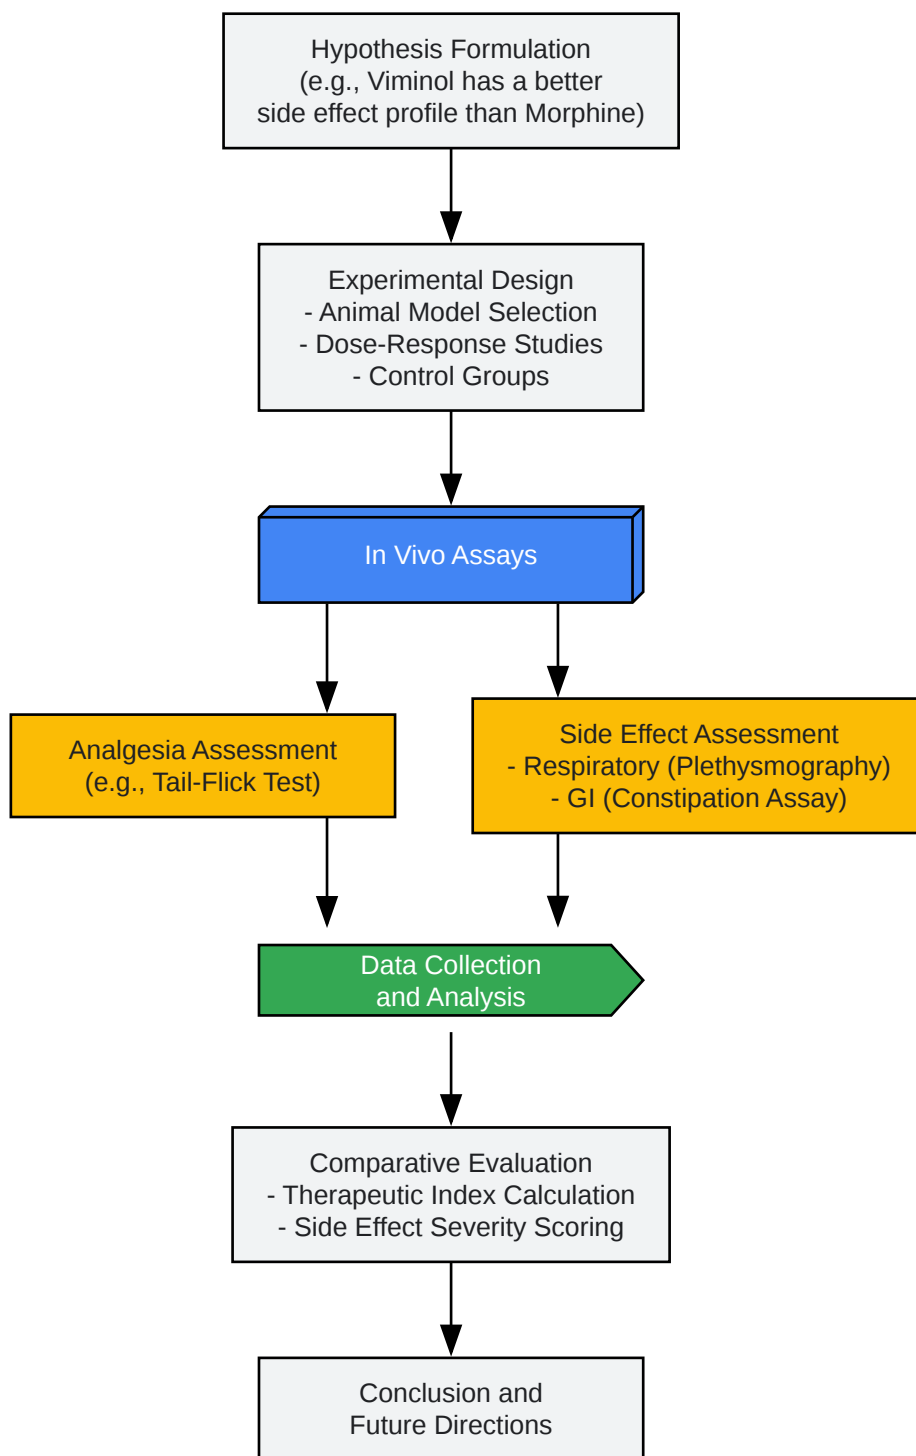 Hypothesis Formulation
(e.g., Viminol has a better
side effect profile than Morphine)
Experimental Design
- Animal Model Selection
- Dose-Response Studies
- Control Groups
In Vivo Assays
Analgesia Assessment
(e.g., Tail-Flick Test)
Side Effect Assessment
- Respiratory (Plethysmography)
- GI (Constipation Assay)
Data Collection
and Analysis
Comparative Evaluation
- Therapeutic Index Calculation
- Side Effect Severity Scoring
Conclusion and
Future Directions